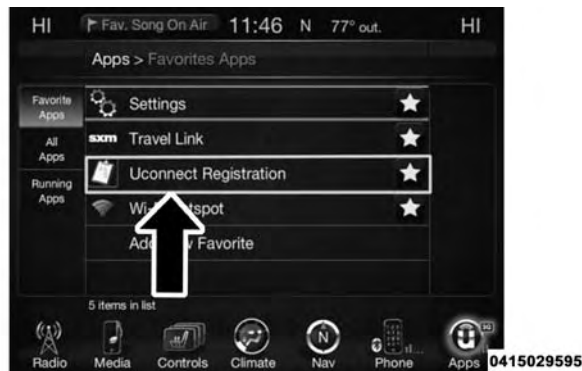 HI Fav. Song On Air 11:46 N 77° out. HI
Apps > Favorites Apps
Favorite
Apps
Settings
All
Apps
sxm Travel Link
Running
Apps
Uconnect Registration
Wi-
tspot
Add
w Favorite
5 items in list
Radio Media Controls Climate Nav Phone Apps
N
U
3G
0415029595